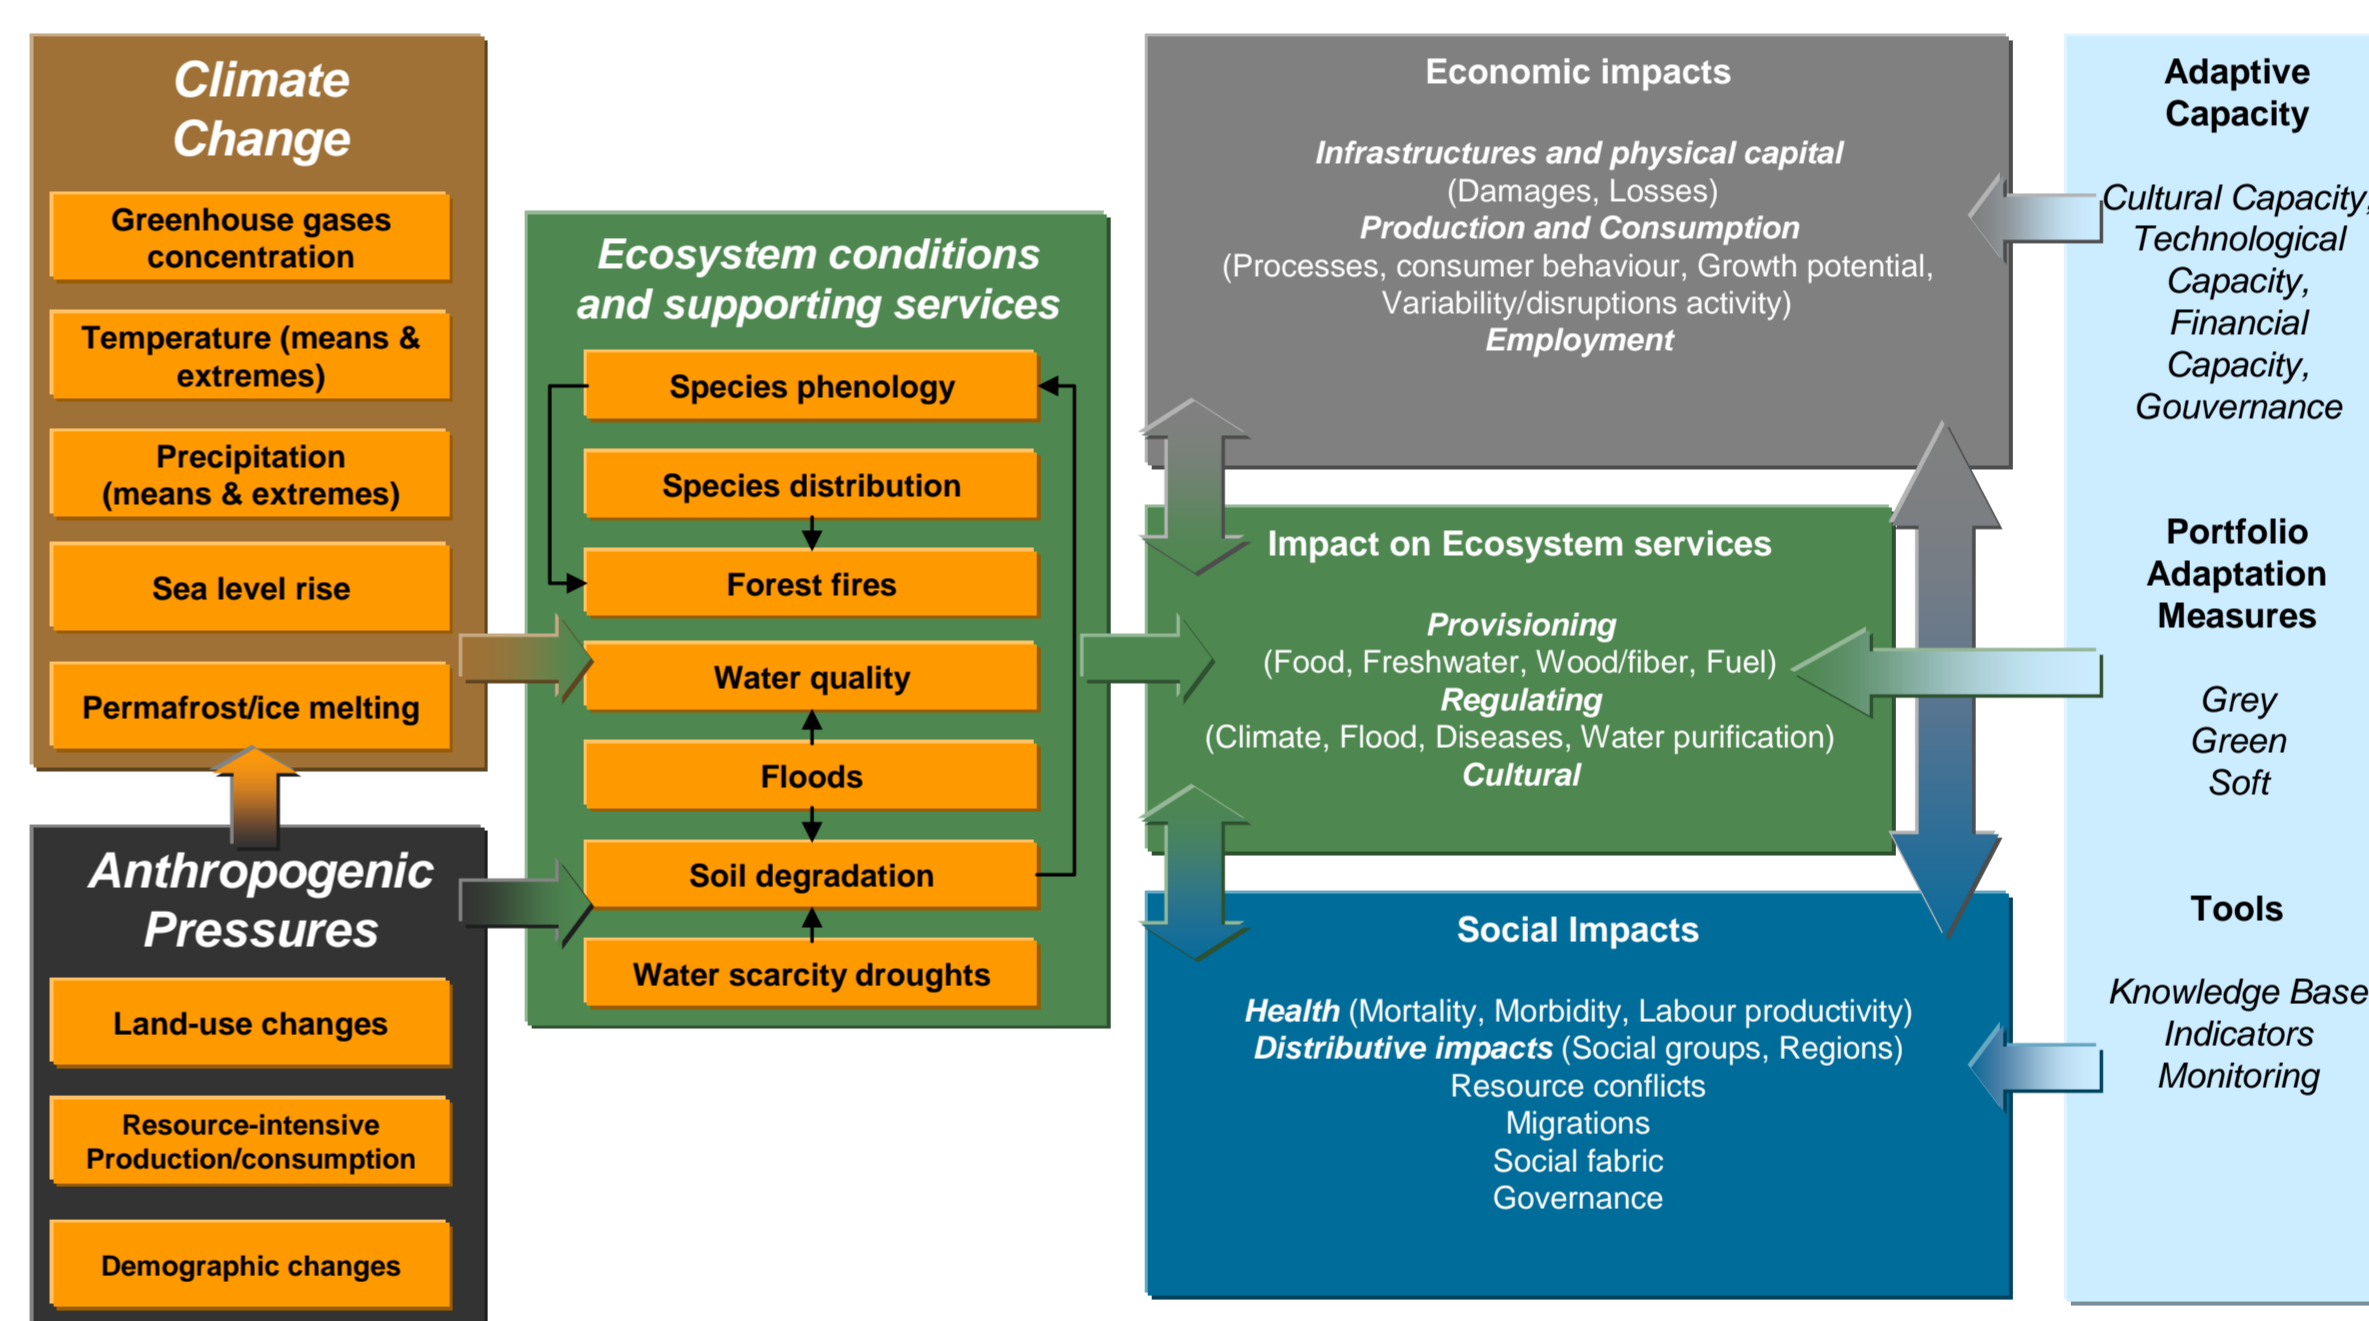 Climate
Change
Greenhouse gases
concentration
Temperature (means &
extremes)
Precipitation
(means & extremes)
Sea level rise
Permafrost/ice melting
Anthropogenic
Pressures
Land-use changes
Resource-intensive
Production/consumption
Demographic changes
Ecosystem conditions
and supporting services
Species phenology
Species distribution
Forest fires
Water quality
Floods
Soil degradation
Water scarcity droughts
Economic impacts
Infrastructures and physical capital
(Damages, Losses)
Production and Consumption
(Processes, consumer behaviour, Growth potential,
Variability/disruptions activity)
Employment
Impact on Ecosystem services
Provisioning
(Food, Freshwater, Wood/fiber, Fuel)
Regulating
(Climate, Flood, Diseases, Water purification)
Cultural
Social Impacts
Health (Mortality, Morbidity, Labour productivity)
Distributive impacts (Social groups, Regions)
Resource conflicts
Migrations
Social fabric
Governance
Adaptive
Capacity
Cultural Capacity,
Technological
Capacity,
Financial
Capacity,
Gouvernance
Portfolio
Adaptation
Measures
Grey
Green
Soft
Tools
Knowledge Base
Indicators
Monitoring